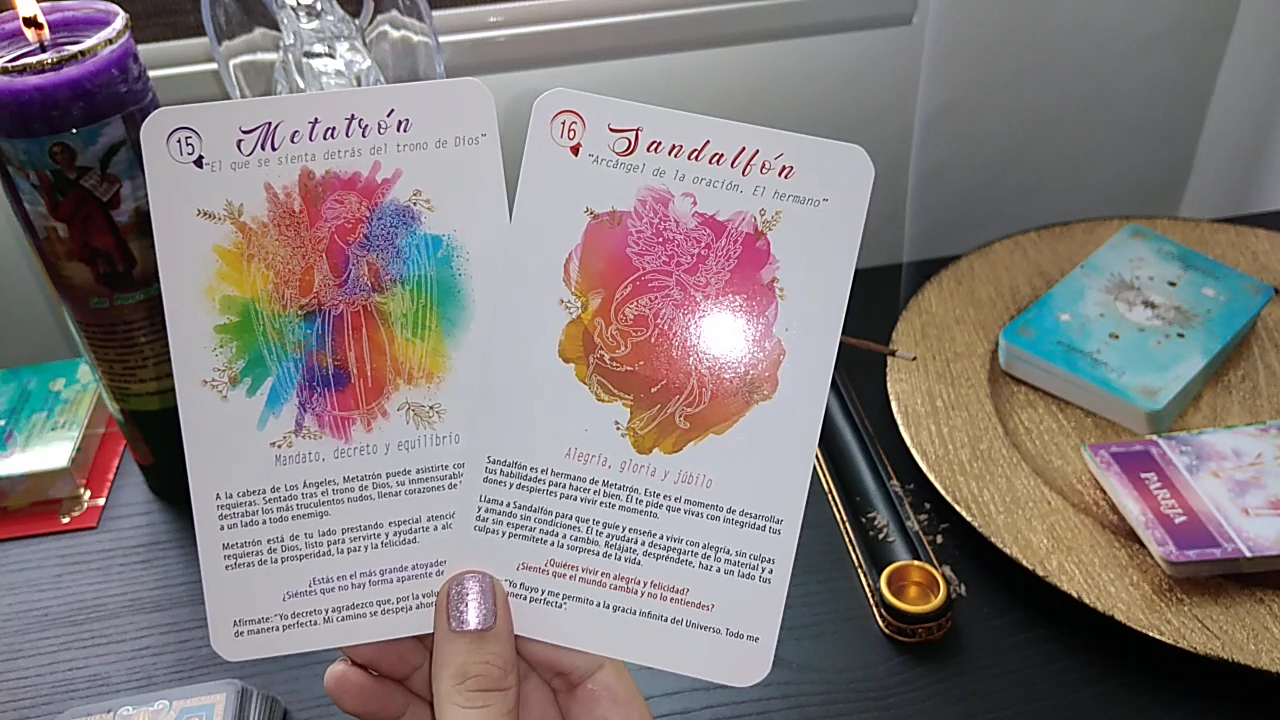 15
Metatrón
"El que se sienta detrás del trono de Dios"
Mandato, decreto y equilibrio
A la cabeza de Los Ángeles, Metatrón puede asistirte
requieras. Sentado tras el trono de Dios, su
destrabar los más truculentos nudos, llenar corazones de
a un lado a todo enemigo.
Metatrón está de tu lado prestando especial
requieras de Dios, listo para servirte y ayudarte a
esferas de la prosperidad, la paz y la felicidad.
¿Estás en el más grande
¿Siéntes que no hay forma aparente
Afírmate: "Yo decreto y agradezco que, por la
de manera perfecta. Mi camino se despeja
16
Sandalfón
"Arcángel de la oración. El hermano"
Alegría, gloria y júbilo
Sandalfón es el hermano de Metatrón. Este es el momento de desarrollar
tus habilidades para hacer el bien. Él te pide que vivas con integridad tus
dones y despiertes para vivir este momento.
Llama a Sandalfón para que te guíe y enseñe a vivir con alegría, sin culpas
y amando sin condiciones. Él te ayudará a desapegarte de lo material y a
dar sin esperar nada a cambio. Relájate, despréndete, haz a un lado tus
culpas y permítete a la sorpresa de la vida.
¿Quiéres vivir en alegría y felicidad?
¿Sientes que el mundo cambia y no lo entiendes?
"Yo fluyo y me permito a la gracia infinita del Universo. Todo me
manera perfecta".
PAREJA